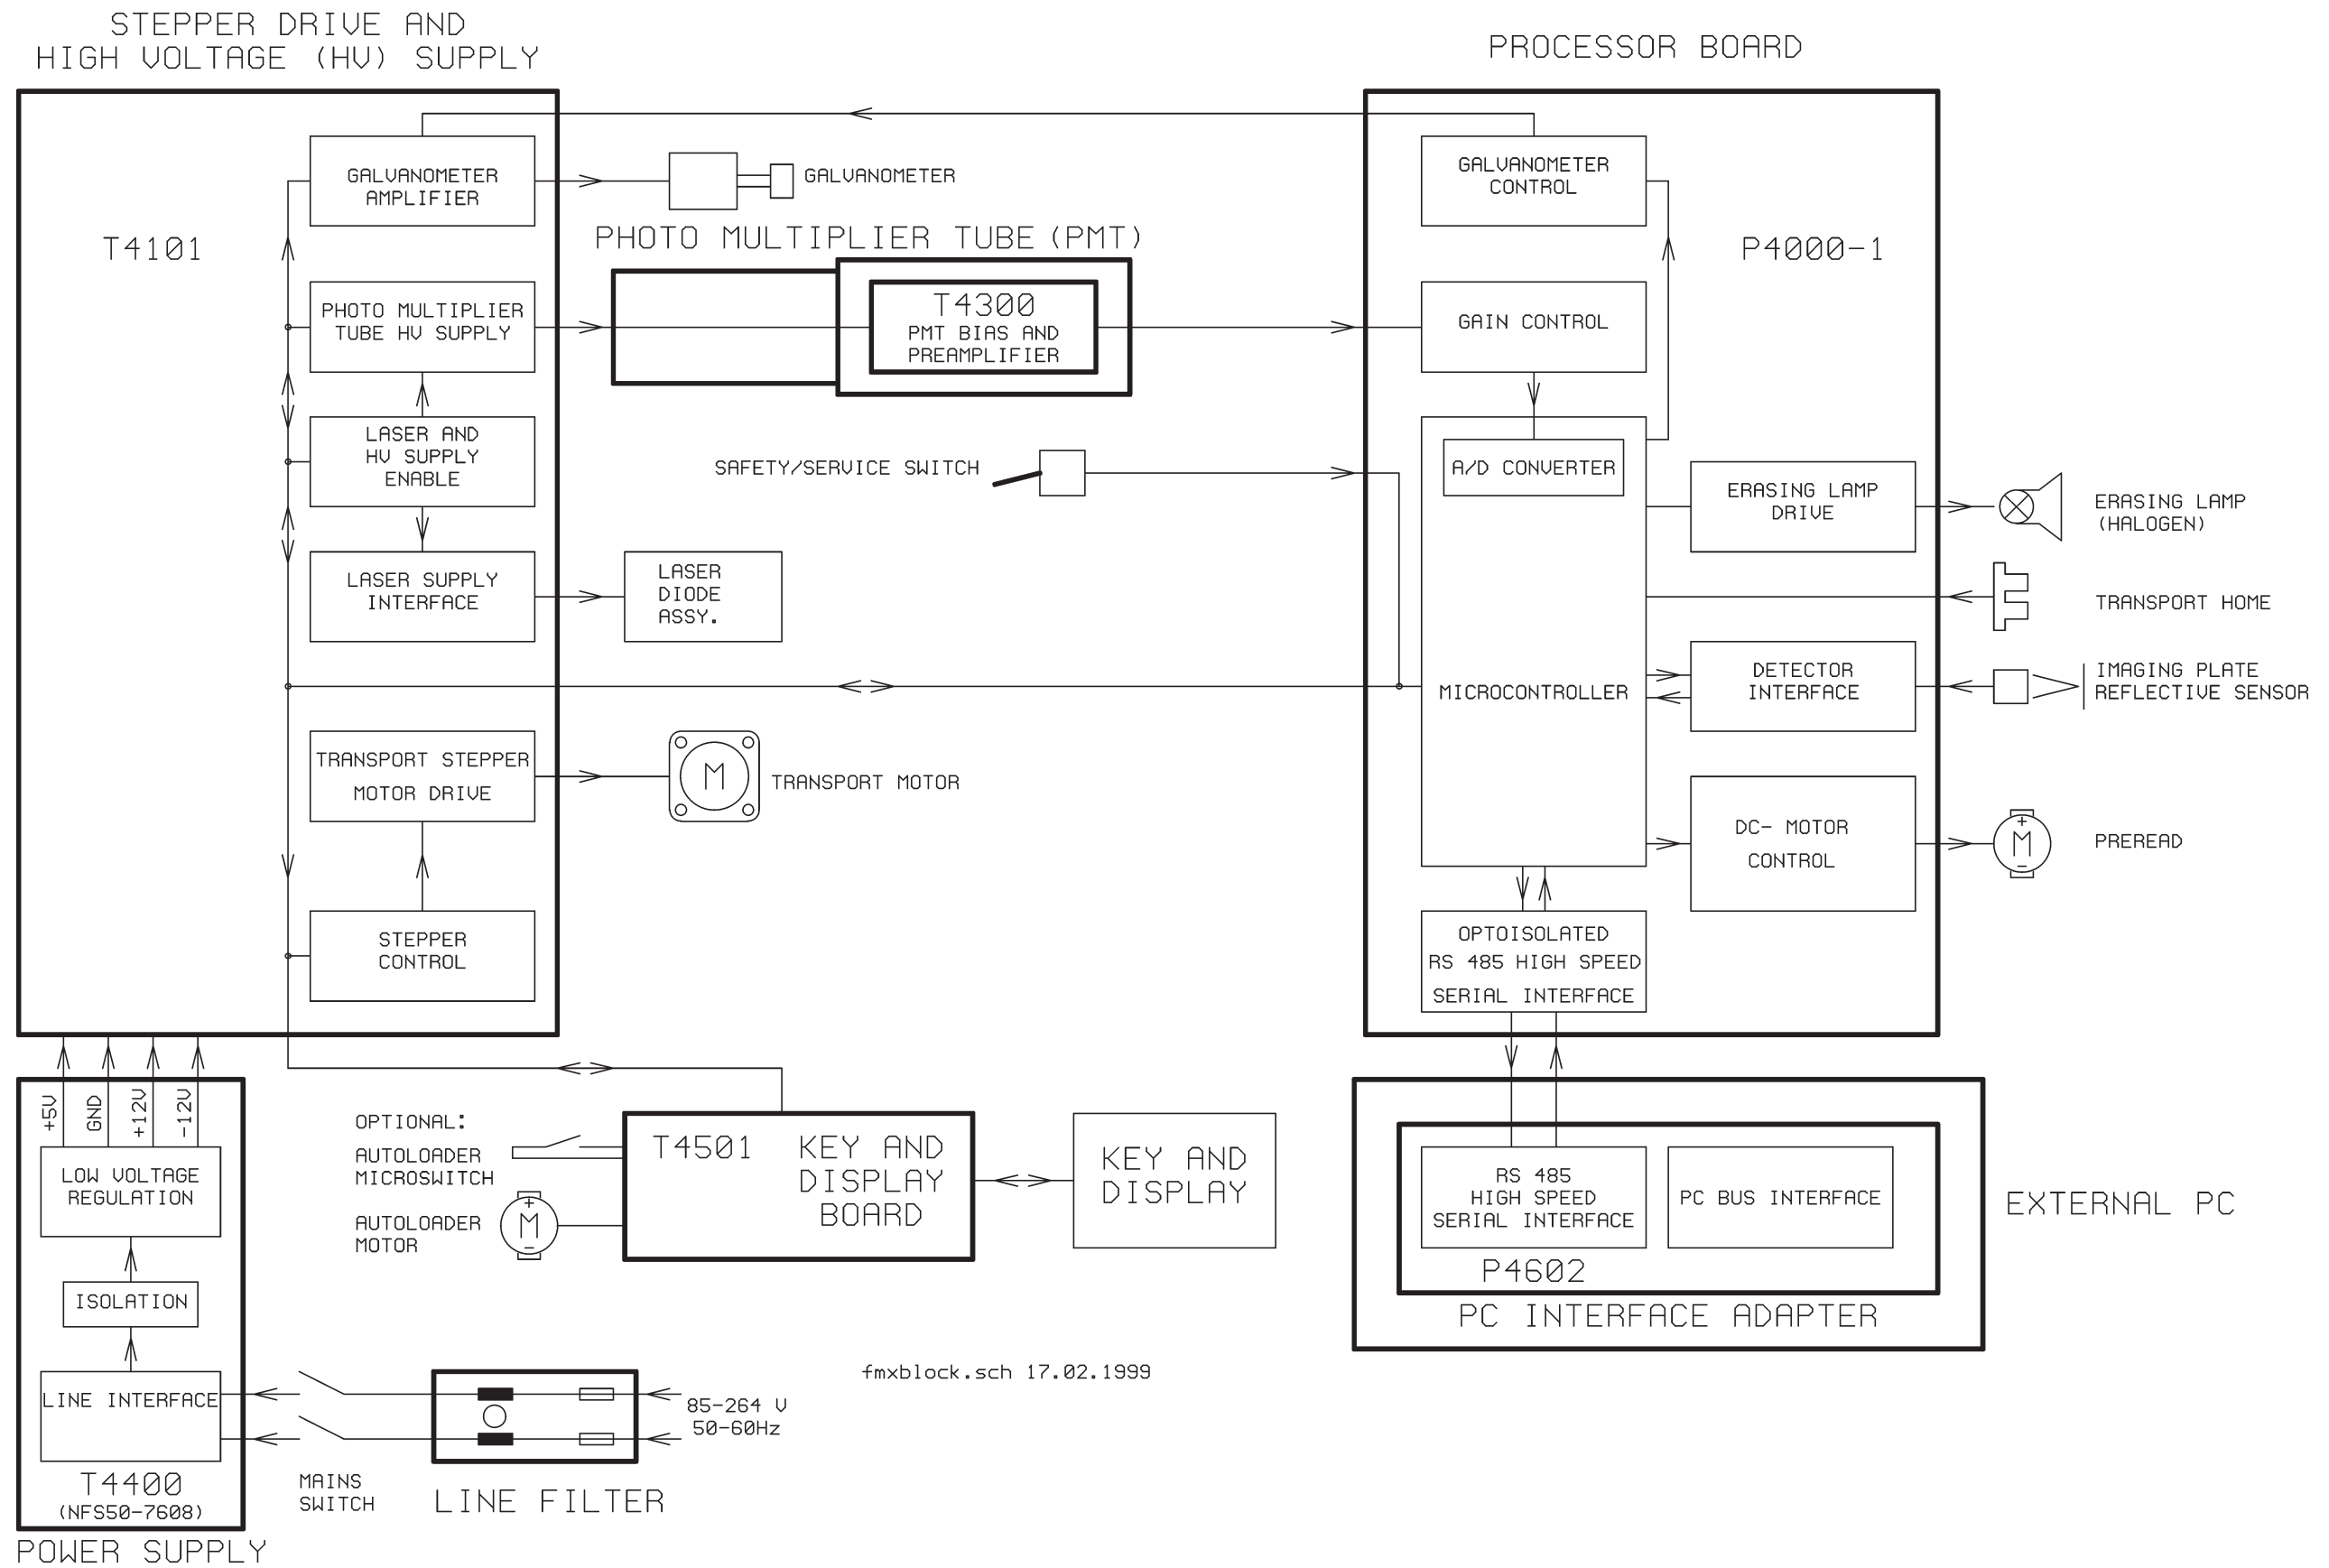 STEPPER DRIVE AND
HIGH VOLTAGE (HV) SUPPLY
PROCESSOR BOARD
T4101
GALVANOMETER
AMPLIFIER
GALVANOMETER
GALVANOMETER
CONTROL
P4000-1
PHOTO MULTIPLIER TUBE (PMT)
PHOTO MULTIPLIER
TUBE HV SUPPLY
T4300
PMT BIAS AND
PREAMPLIFIER
GAIN CONTROL
LASER AND
HV SUPPLY
ENABLE
SAFETY/SERVICE SWITCH
A/D CONVERTER
ERASING LAMP
DRIVE
ERASING LAMP
(HALOGEN)
LASER SUPPLY
INTERFACE
LASER
DIODE
ASSY.
TRANSPORT HOME
MICROCONTROLLER
DETECTOR
INTERFACE
IMAGING PLATE
REFLECTIVE SENSOR
TRANSPORT STEPPER
MOTOR DRIVE
M
TRANSPORT MOTOR
DC- MOTOR
CONTROL
+
M
-
PREREAD
STEPPER
CONTROL
OPTOISOLATED
RS 485 HIGH SPEED
SERIAL INTERFACE
+5V
GND
+12V
-12V
LOW VOLTAGE
REGULATION
ISOLATION
LINE INTERFACE
T4400
(NFS50-7608)
POWER SUPPLY
OPTIONAL:
AUTOLOADER
MICROSWITCH
AUTOLOADER
MOTOR
+
M
-
T4501
KEY AND
DISPLAY
BOARD
KEY AND
DISPLAY
RS 485
HIGH SPEED
SERIAL INTERFACE
PC BUS INTERFACE
P4602
PC INTERFACE ADAPTER
EXTERNAL PC
MAINS
SWITCH
LINE FILTER
85-264 V
50-60Hz
fmxblock.sch 17.02.1999